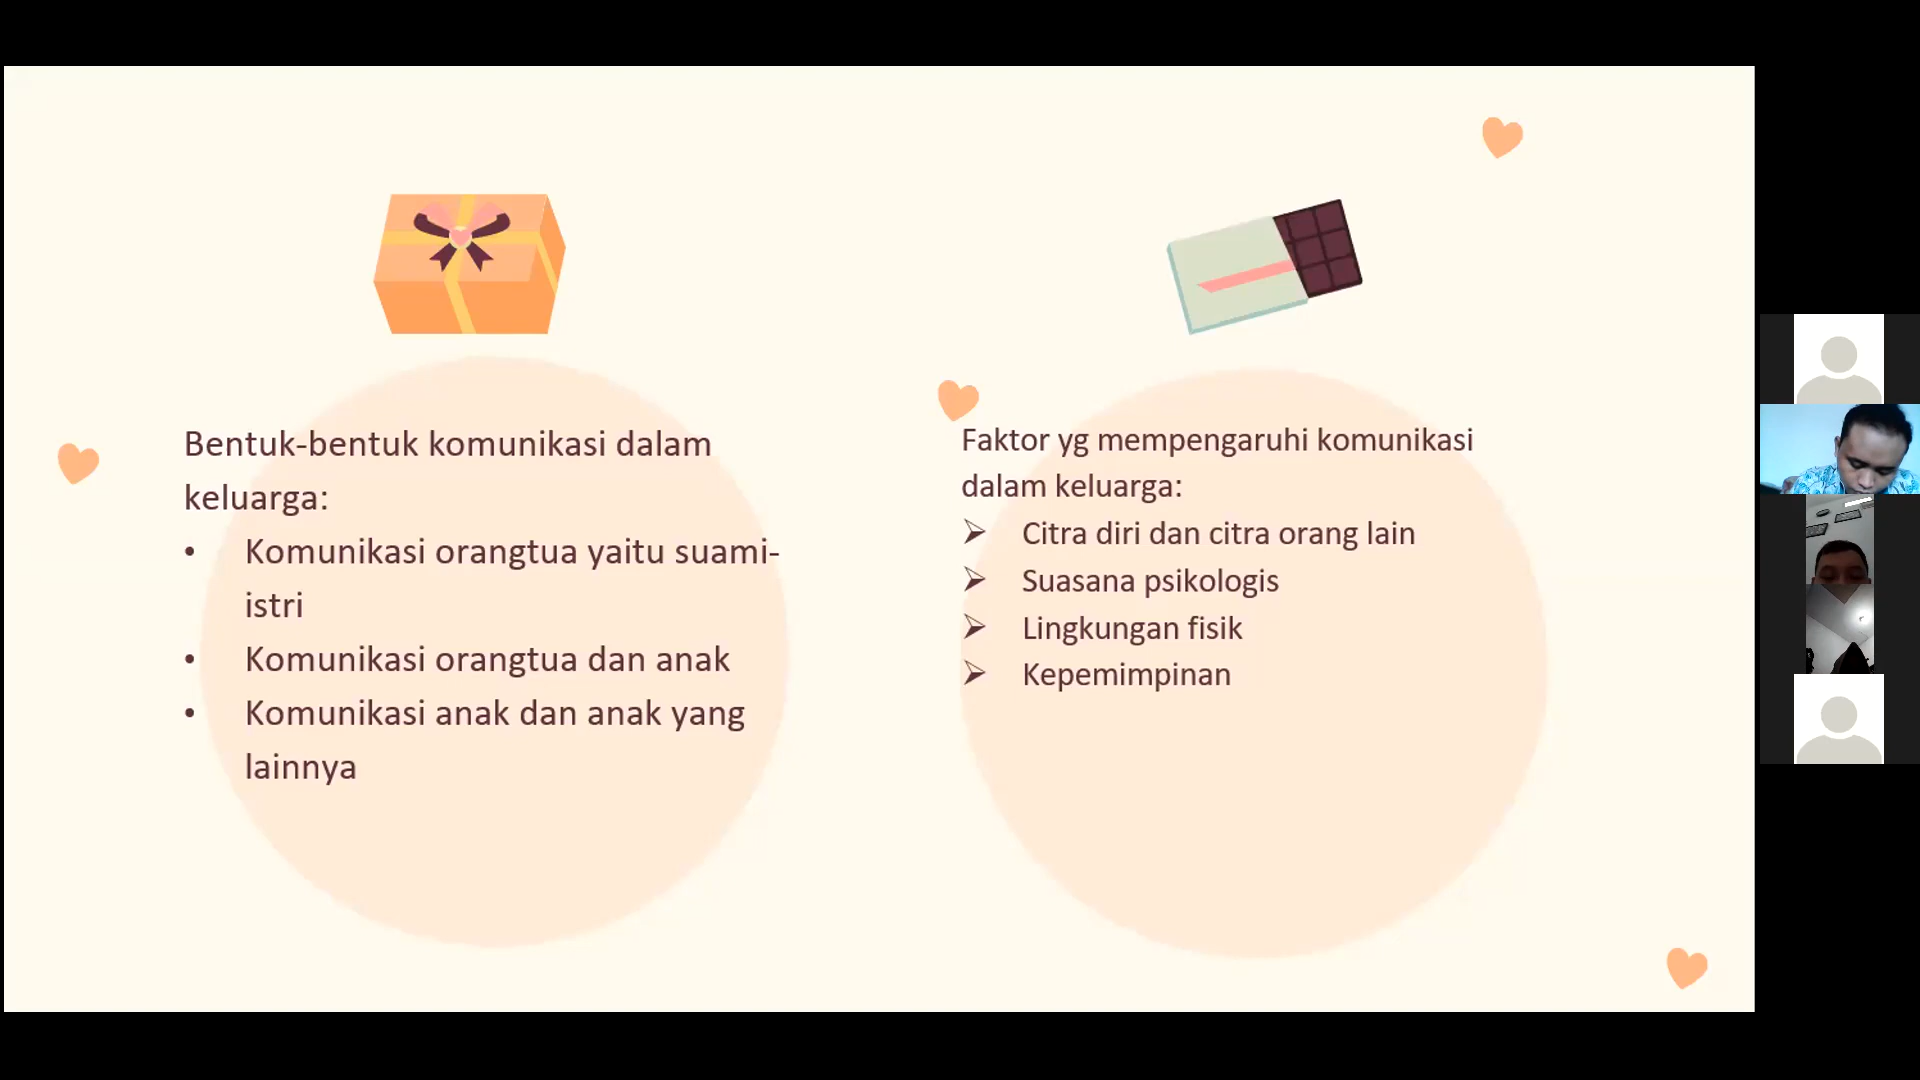 Bentuk-bentuk komunikasi dalam
keluarga:
• Komunikasi orangtua yaitu suami-
istri
• Komunikasi orangtua dan anak
• Komunikasi anak dan anak yang
lainnya
Faktor yg mempengaruhi komunikasi
dalam keluarga:
➢ Citra diri dan citra orang lain
➢ Suasana psikologis
➢ Lingkungan fisik
➢ Kepemimpinan